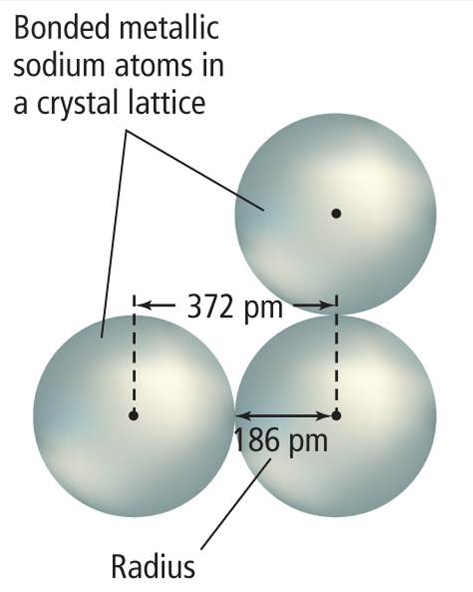 Bonded metallic
sodium atoms in
a crystal lattice
372 pm
186 pm
Radius